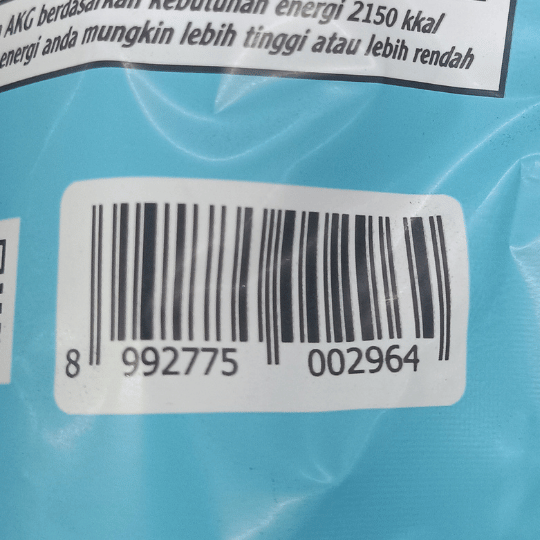 AKG berdasarkan kebutuhan energi 2150 kkal
energi anda mungkin lebih tinggi atau lebih rendah
8 992775 002964